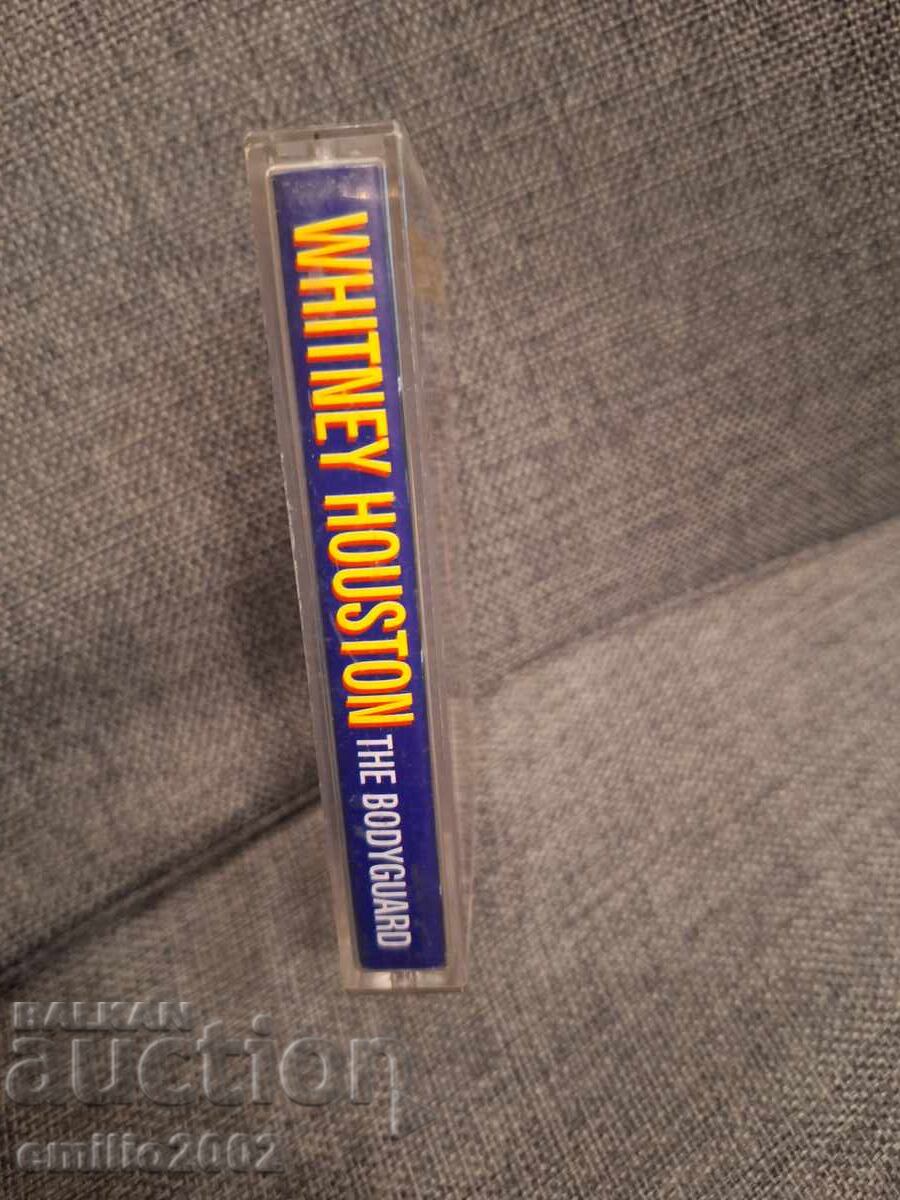 WHITNEY HOUSTON THE BODYGUARD
BALKAN
auction
emilio2002